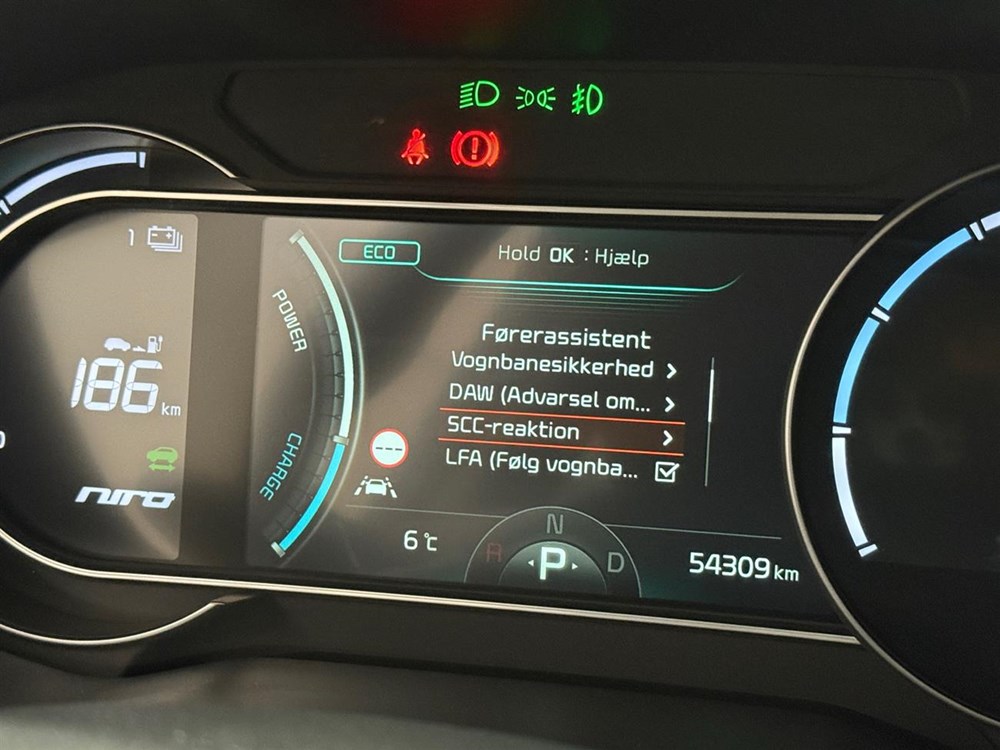 ECO
Hold OK : Hjælp
POWER
CHARGE
1
186 km
niro
Førerassistent
Vognbanesikkerhed
DAW (Advarsel om...
SCC-reaktion
LFA (Følg vognba...
---
6°C
R
N
P
D
54309 km